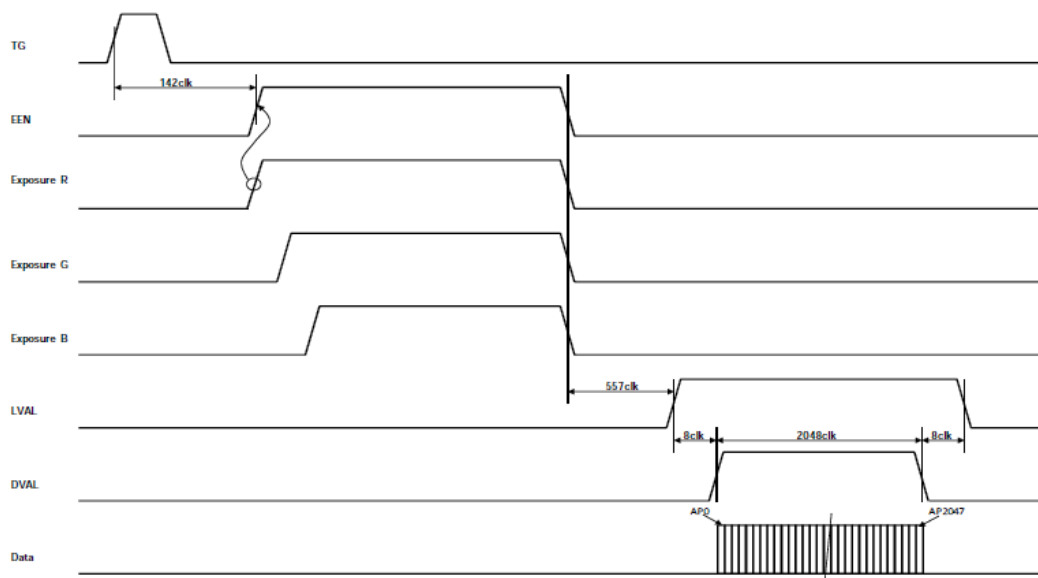 TG
142clk
EEN
Exposure R
Exposure G
Exposure B
557clk
LVAL
8clk 2048clk 8clk
DVAL
AP0 AP2047
Data